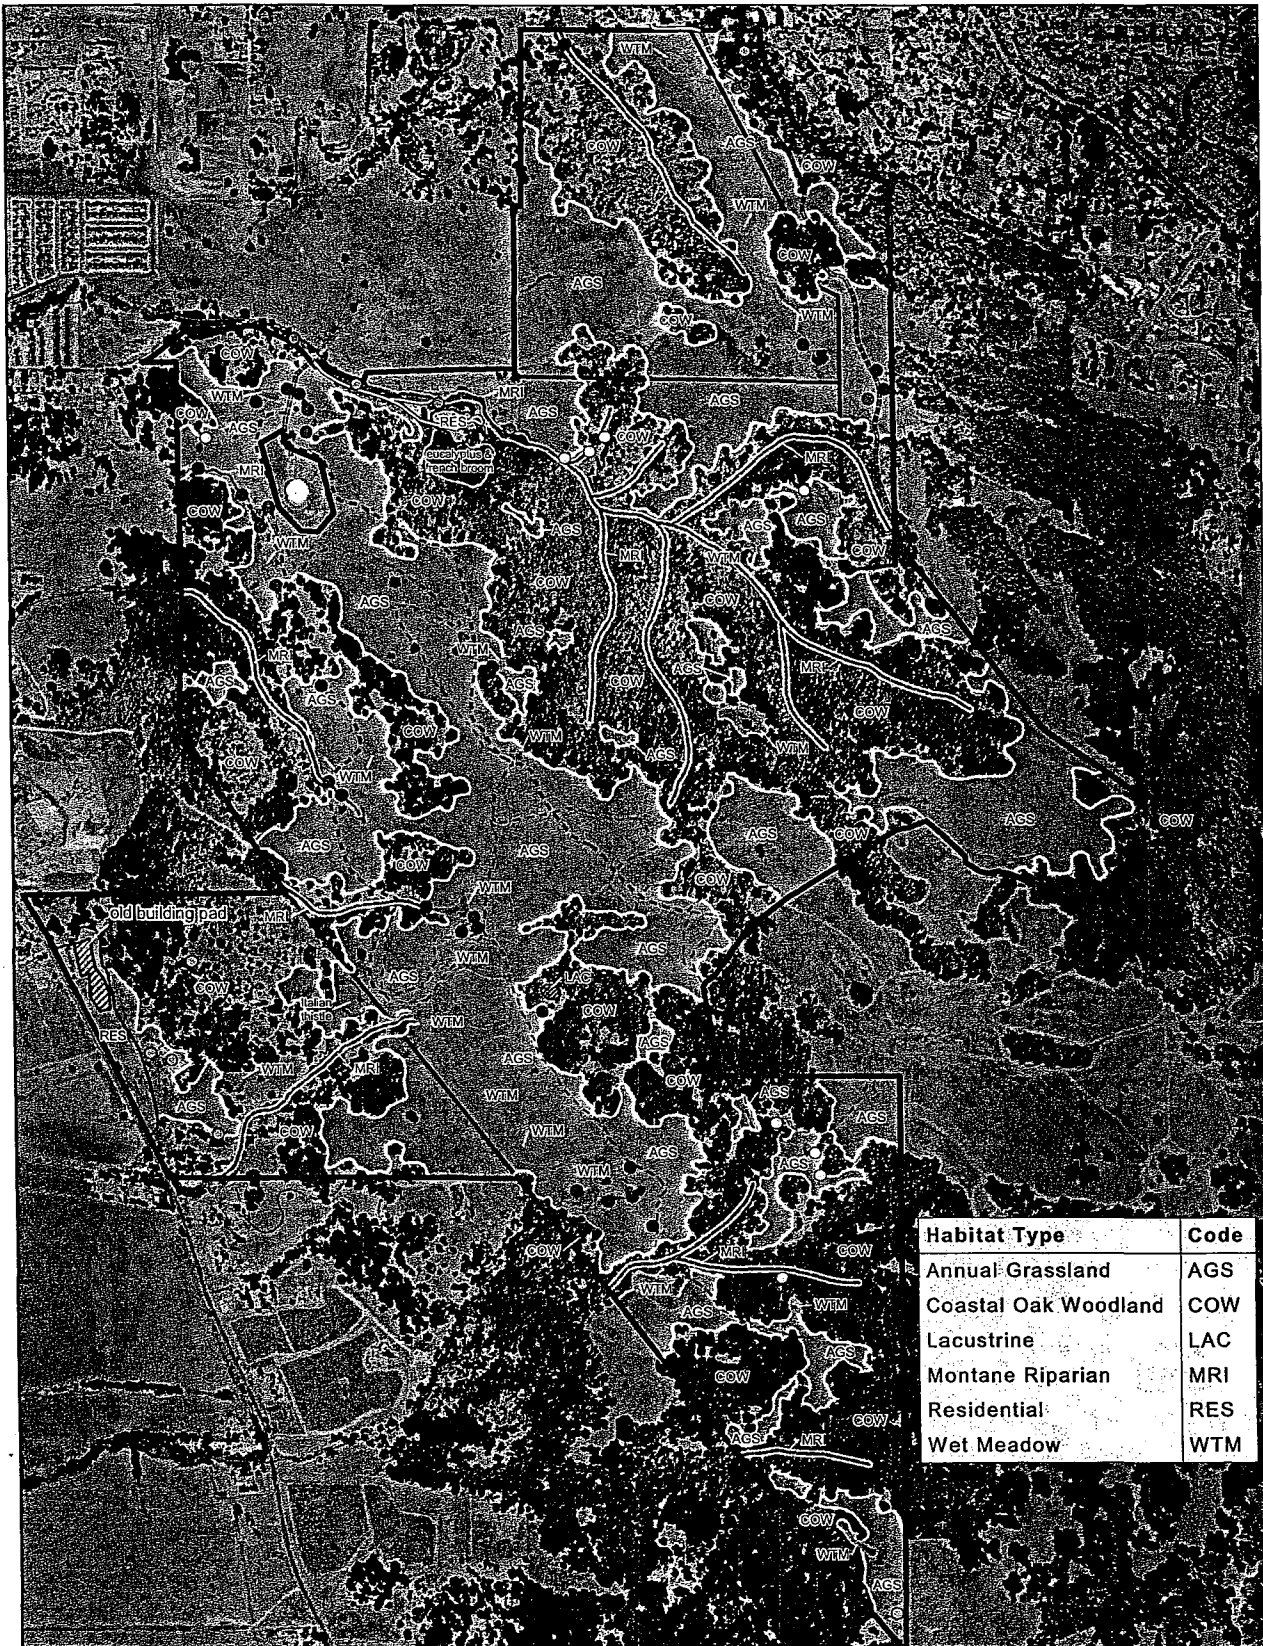 WTM
COW
AGS
COW
WTM
COW
AGS
WTM
COW
COW
WTM
MRI
AGS
AGS
COW
RES
AGS
COW
eucalyptus &
french broom
MRI
MRI
COW
AGS
AGS
COW
AGS
WTM
MRI
WTM
COW
COW
COW
AGS
AGS
AGS
WTM
MRI
AGS
MRI
AGS
COW
AGS
AGS
COW
COW
WTM
WTM
COW
AGS
WTM
AGS
AGS
COW
COW
AGS
AGS
COW
COW
WTM
old building pad
MRI
AGS
WTM
COW
AGS
LAC
Italian
thistle
COW
WTM
RES
AGS
AGS
WTM
MRI
COW
WTM
AGS
AGS
AGS
WTM
COW
AGS
AGS
WTM
COW
MRI
COW
WTM
AGS
WTM
AGS
COW
COW
AGS
MRI
COW
WTM
AGS
Habitat Type Code
Annual Grassland AGS
Coastal Oak Woodland COW
Lacustrine LAC
Montane Riparian MRI
Residential RES
Wet Meadow WTM